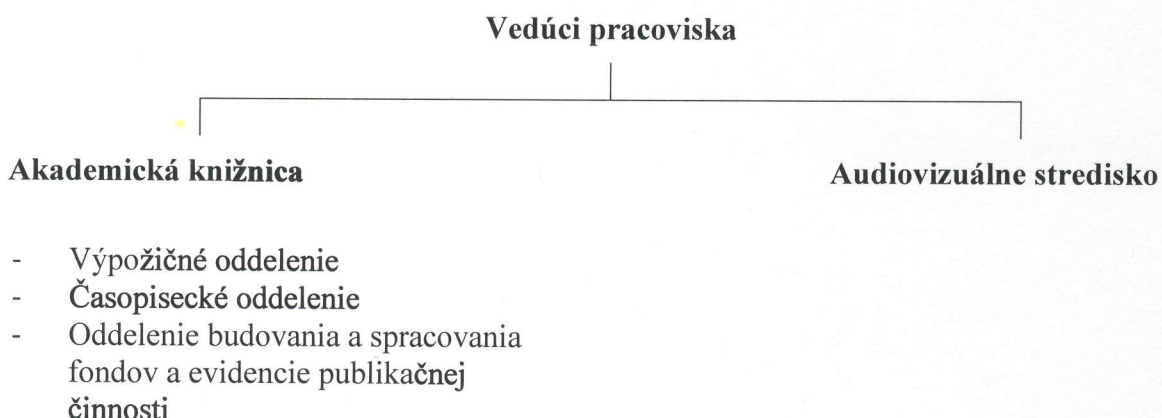 Vedúci pracoviska
Akademická knižnica
Audiovizuálne stredisko
- Výpožičné oddelenie
- Časopisecké oddelenie
- Oddelenie budovania a spracovania
fondov a evidencie publikačnej
činnosti